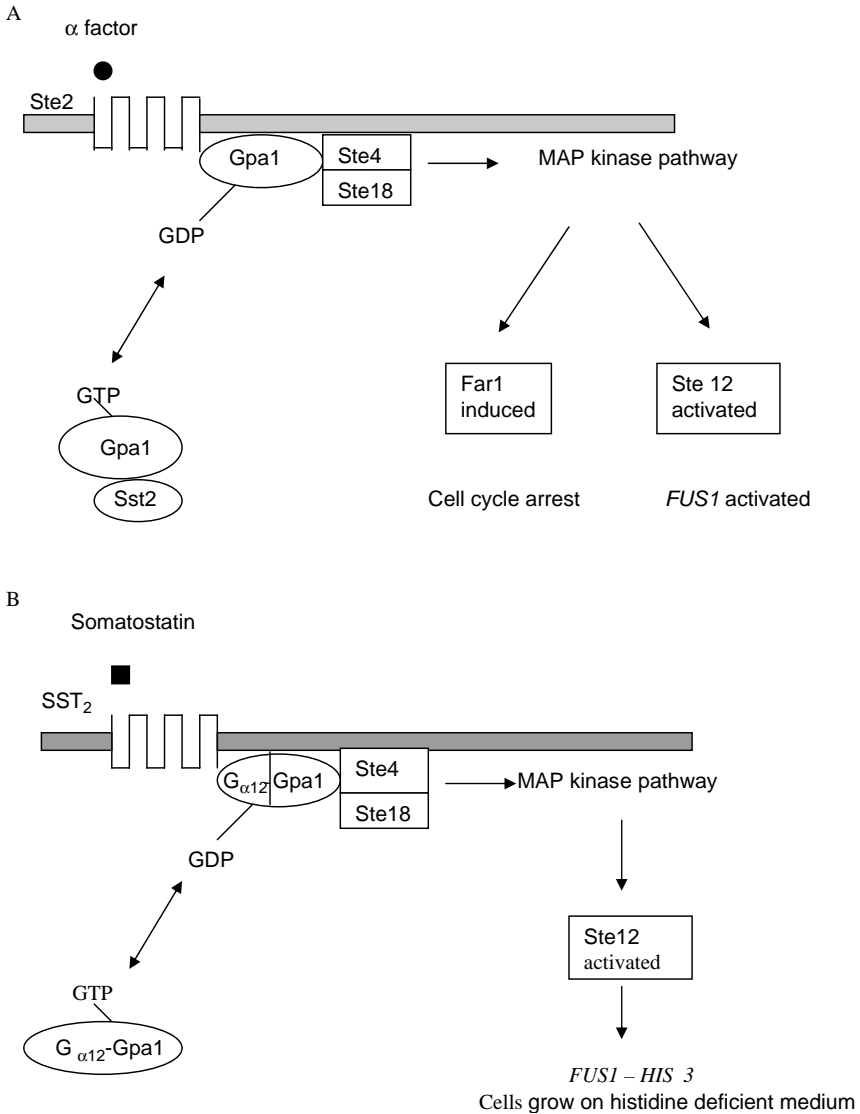 A
α factor
Ste2
Gpa1
Ste4
MAP kinase pathway
Ste18
GDP
GTP
Far1
induced
Ste 12
activated
Gpa1
Sst2
Cell cycle arrest
FUS1 activated
B
Somatostatin
SST2
Gα12-Gpa1
Ste4
MAP kinase pathway
Ste18
GDP
Ste12
activated
GTP
G α12-Gpa1
FUS1 – HIS 3
Cells grow on histidine deficient medium